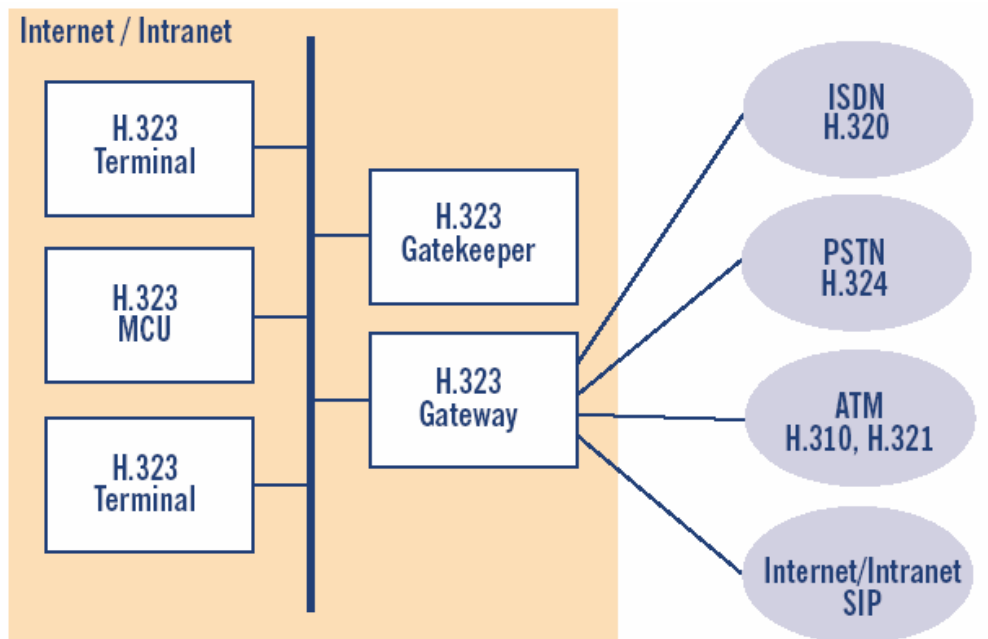 Internet / Intranet
H.323
Terminal
H.323
MCU
H.323
Terminal
H.323
Gatekeeper
H.323
Gateway
ISDN
H.320
PSTN
H.324
ATM
H.310, H.321
Internet/Intranet
SIP